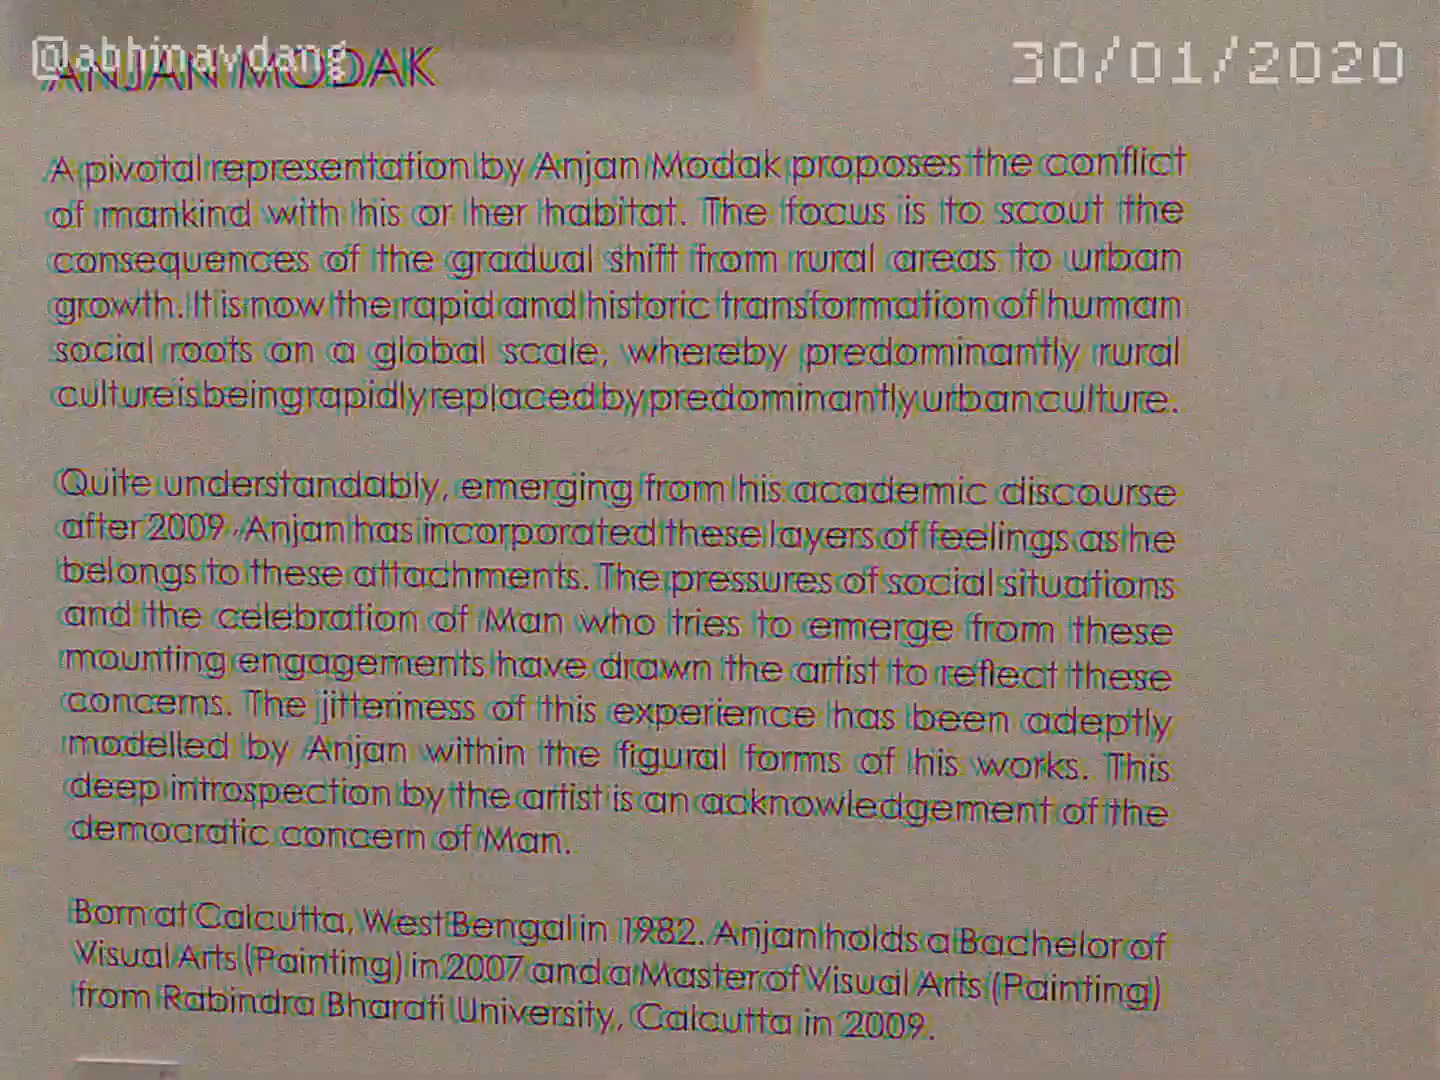 @abhinavdang
30/01/2020
ANJAN MODAK
A pivotal representation by Anjan Modak proposes the conflict
of mankind with his or her habitat. The focus is to scout the
consequences of the gradual shift from rural areas to urban
growth. It is now the rapid and historic transformation of human
social roots on a global scale, whereby predominantly rural
culture is being rapidly replaced by predominantly urban culture.
Quite understandably, emerging from his academic discourse
after 2009, Anjan has incorporated these layers of feelings as he
belongs to these attachments. The pressures of social situations
and the celebration of Man who tries to emerge from these
mounting engagements have drawn the artist to reflect these
concerns. The jitteriness of this experience has been adeptly
modelled by Anjan within the figural forms of his works. This
deep introspection by the artist is an acknowledgement of the
democratic concern of Man.
Born at Calcutta, West Bengal in 1982. Anjan holds a Bachelor of
Visual Arts (Painting) in 2007 and a Master of Visual Arts (Painting)
from Rabindra Bharati University, Calcutta in 2009.